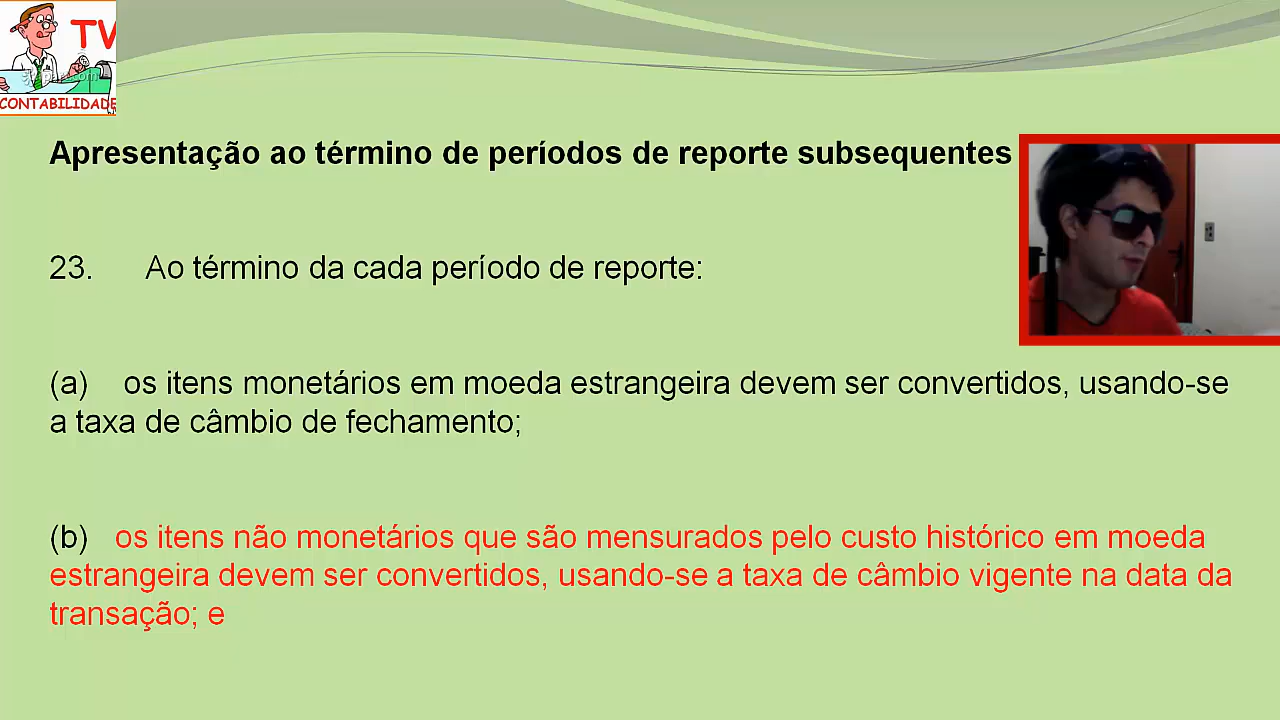 TV
CONTABILIDADE
Apresentação ao término de períodos de reporte subsequentes
23. Ao término da cada período de reporte:
(a) os itens monetários em moeda estrangeira devem ser convertidos, usando-se
a taxa de câmbio de fechamento;
(b) os itens não monetários que são mensurados pelo custo histórico em moeda
estrangeira devem ser convertidos, usando-se a taxa de câmbio vigente na data da
transação; e